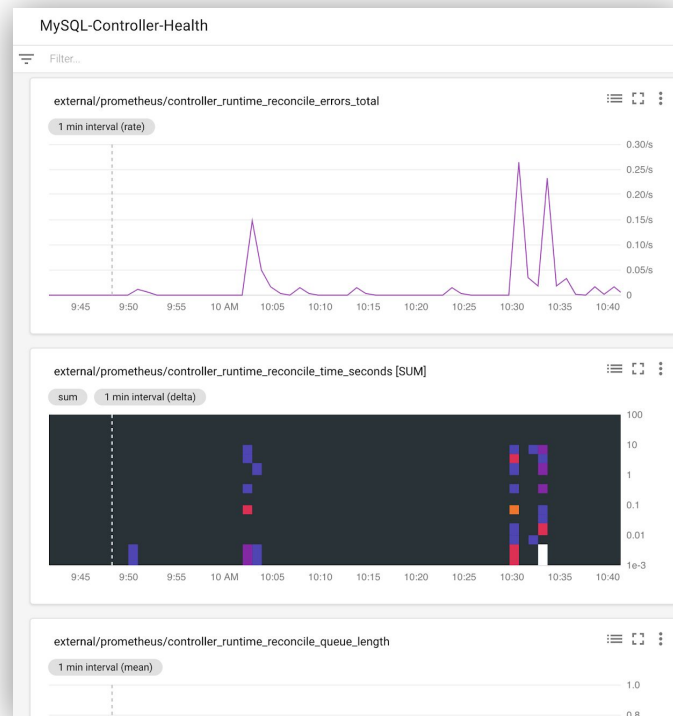 MySQL-Controller-Health
Filter...
external/prometheus/controller_runtime_reconcile_errors_total
1 min interval (rate)
0.30/s
0.25/s
0.20/s
0.15/s
0.10/s
0.05/s
0
9:45 9:50 9:55 10 AM 10:05 10:10 10:15 10:20 10:25 10:30 10:35 10:40
external/prometheus/controller_runtime_reconcile_time_seconds [SUM]
sum 1 min interval (delta)
100
10
1
0.1
0.01
1e-3
9:45 9:50 9:55 10 AM 10:05 10:10 10:15 10:20 10:25 10:30 10:35 10:40
external/prometheus/controller_runtime_reconcile_queue_length
1 min interval (mean)
1.0
0.8